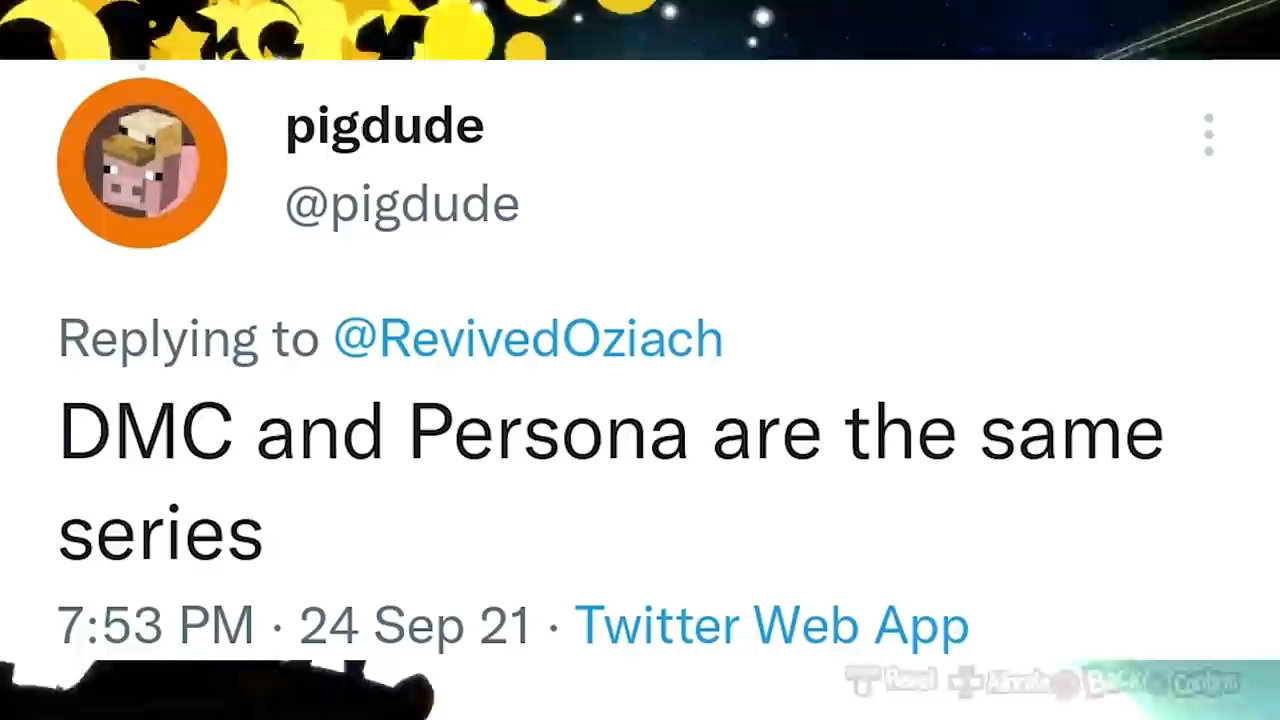 pigdude
@pigdude
Replying to @RevivedOziach
DMC and Persona are the same
series
7:53 PM · 24 Sep 21 · Twitter Web App
Back